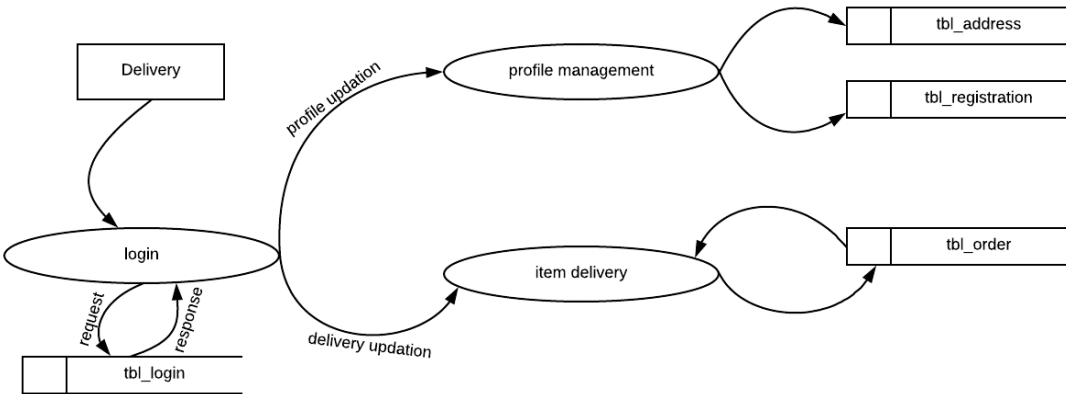 tbl_address
Delivery
profile management
profile updation
tbl_registration
login
tbl_order
item delivery
request
response
delivery updation
tbl_login